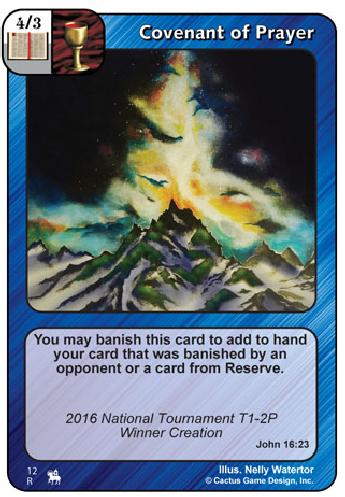 4/3
Covenant of Prayer
You may banish this card to add to hand
your card that was banished by an
opponent or a card from Reserve.
2016 National Tournament T1-2P
Winner Creation
John 16:23
12
R
Illus. Nelly Watertor
© Cactus Game Design, Inc.